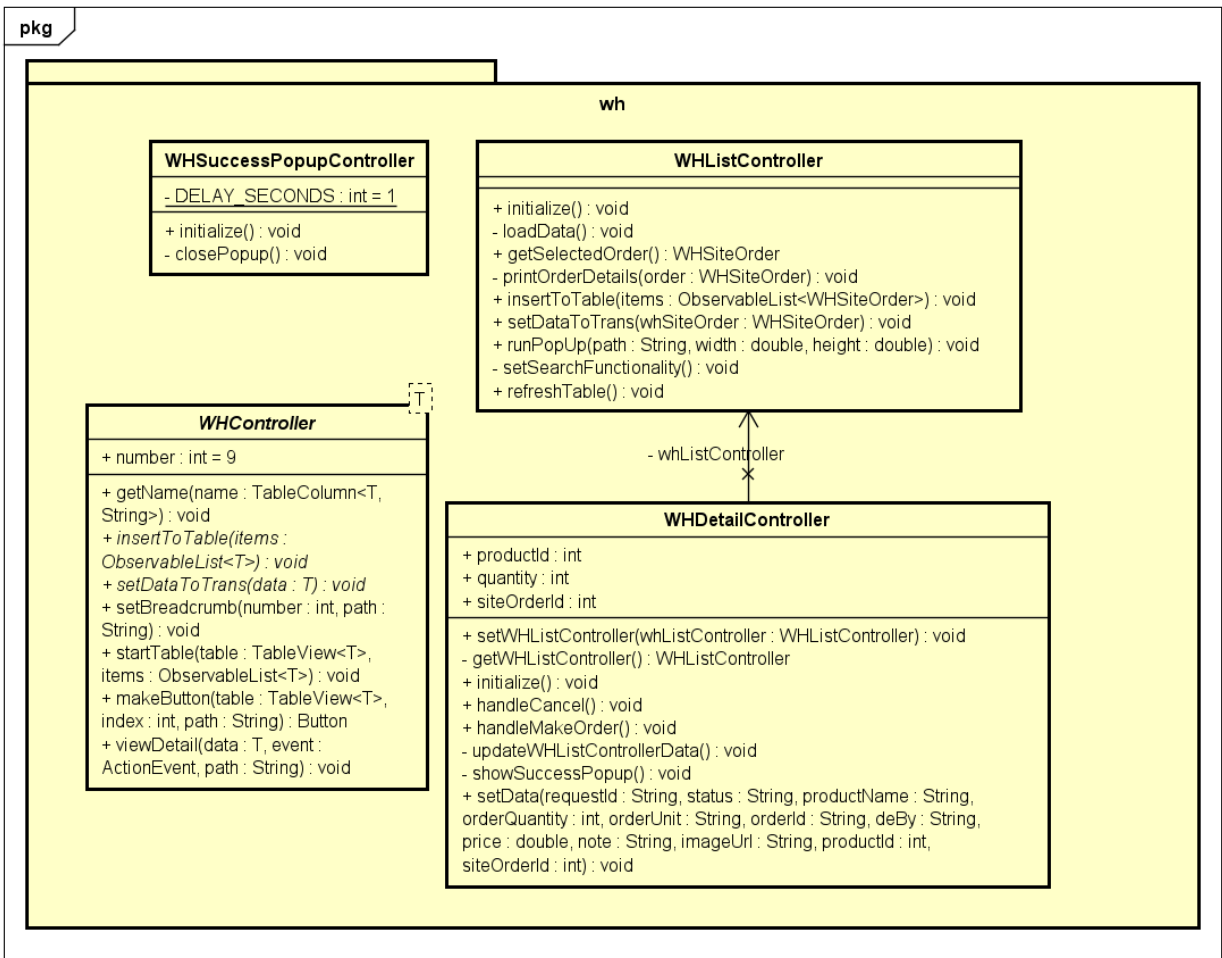 pkg
wh
WHSuccessPopupController
- DELAY_SECONDS : int = 1
+ initialize() : void
- closePopup() : void
WHListController
+ initialize() : void
- loadData() : void
+ getSelectedOrder() : WHSiteOrder
- printOrderDetails(order : WHSiteOrder) : void
+ insertToTable(items : ObservableList<WHSiteOrder>) : void
+ setDataToTrans(whSiteOrder : WHSiteOrder) : void
+ runPopUp(path : String, width : double, height : double) : void
- setSearchFunctionality() : void
+ refreshTable() : void
T
WHController
+ number : int = 9
+ getName(name : TableColumn<T,
String>) : void
+ insertToTable(items :
ObservableList<T>) : void
+ setDataToTrans(data : T) : void
+ setBreadcrumb(number : int, path :
String) : void
+ startTable(table : TableView<T>,
items : ObservableList<T>) : void
+ makeButton(table : TableView<T>,
index : int, path : String) : Button
+ viewDetail(data : T, event :
ActionEvent, path : String) : void
- whListController
WHDetailController
+ productId : int
+ quantity : int
+ siteOrderId : int
+ setWHListController(whListController : WHListController) : void
- getWHListController() : WHListController
+ initialize() : void
+ handleCancel() : void
+ handleMakeOrder() : void
- updateWHListControllerData() : void
- showSuccessPopup() : void
+ setData(requestId : String, status : String, productName : String,
orderQuantity : int, orderUnit : String, orderId : String, deBy : String,
price : double, note : String, imageUrl : String, productId : int,
siteOrderId : int) : void